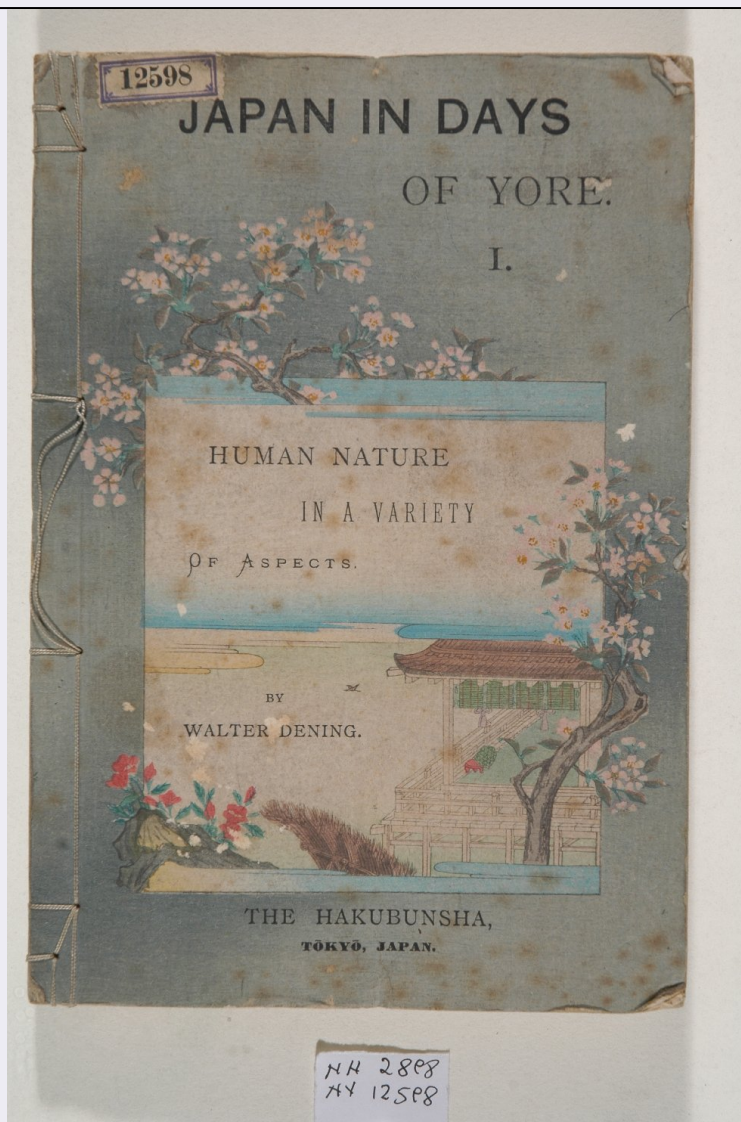 12598
JAPAN IN DAYS
OF YORE.
I.
HUMAN NATURE
IN A VARIETY
OF ASPECTS.
BY
WALTER DENING.
THE HAKUBUNSHA,
TŌKYŌ, JAPAN.
NH 2898
AX 12598